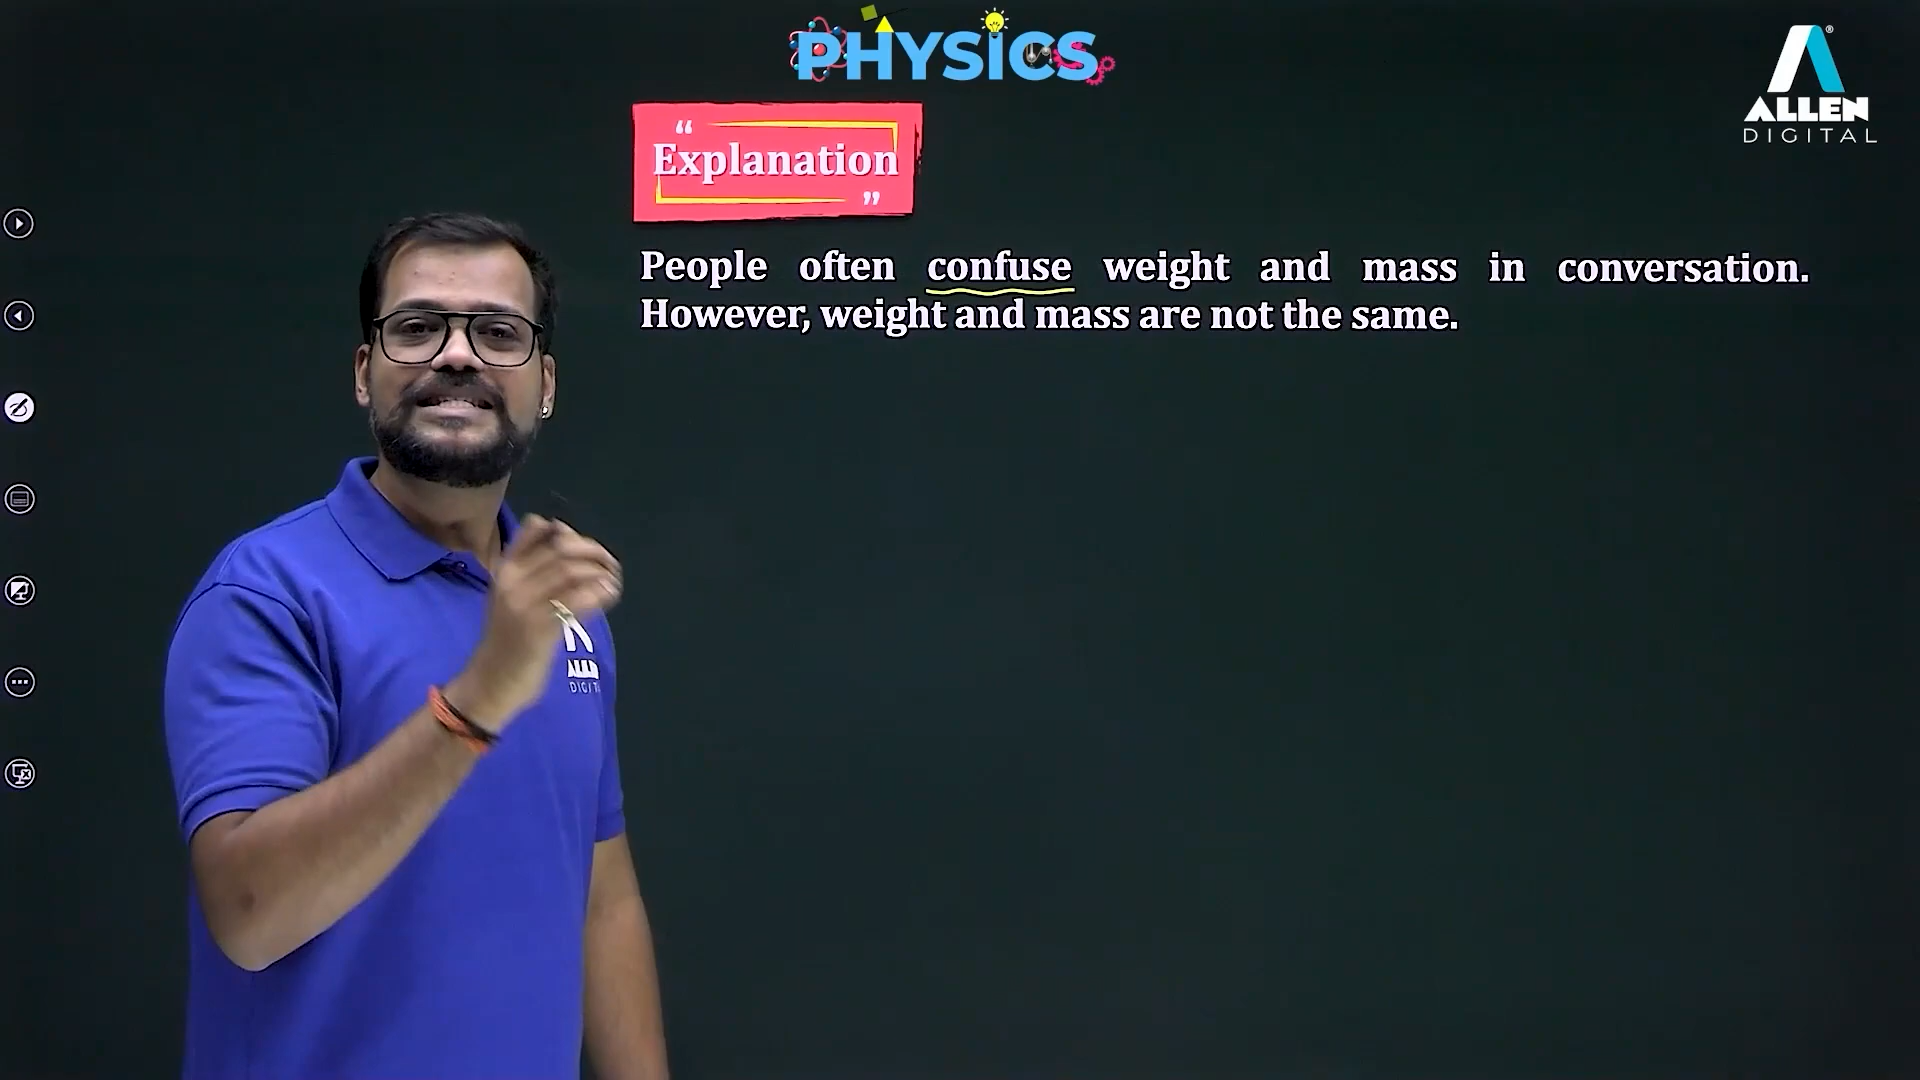 PHYSICS
ALLEN
DIGITAL
“
Explanation
”
People often confuse weight and mass in conversation.
However, weight and mass are not the same.